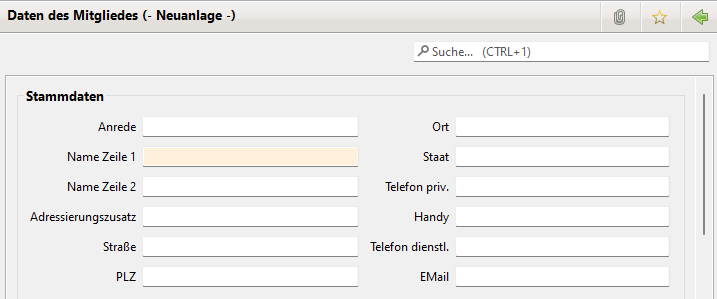 Daten des Mitgliedes (- Neuanlage -)
Suche... (CTRL+1)
Stammdaten
Anrede
Ort
Name Zeile 1
Staat
Name Zeile 2
Telefon priv.
Adressierungszusatz
Handy
Straße
Telefon dienstl.
PLZ
EMail